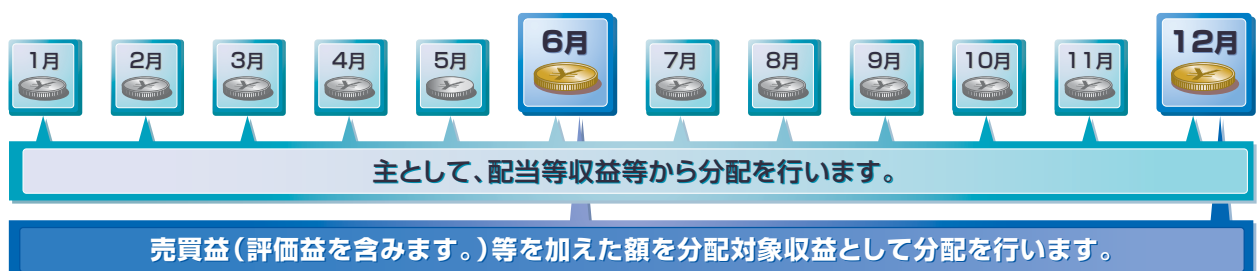 1月 2月 3月 4月 5月 6月 7月 8月 9月 10月 11月 12月
主として、配当等収益等から分配を行います。
売買益(評価益を含みます。)等を加えた額を分配対象収益として分配を行います。